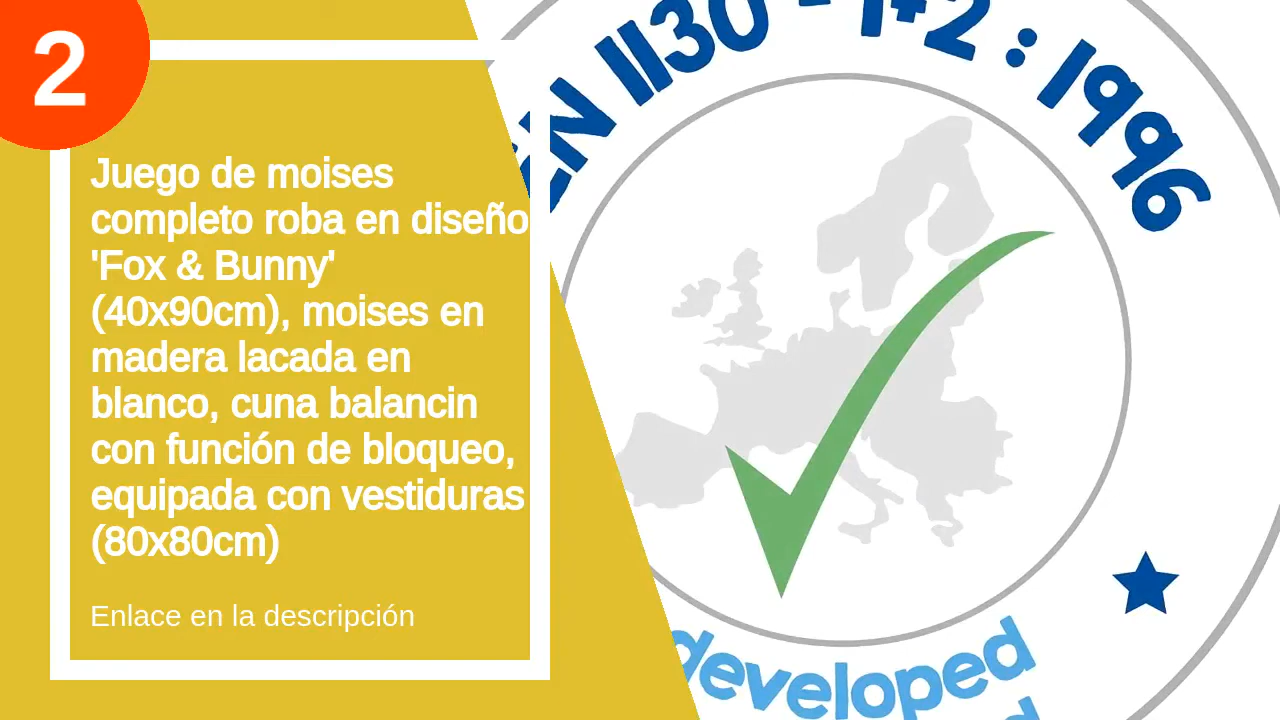 2
Juego de moises
completo roba en diseño
'Fox & Bunny'
(40x90cm), moises en
madera lacada en
blanco, cuna balancin
con función de bloqueo,
equipada con vestiduras
(80x80cm)
Enlace en la descripción
EN 1130 - 1+2 : 1996
developed